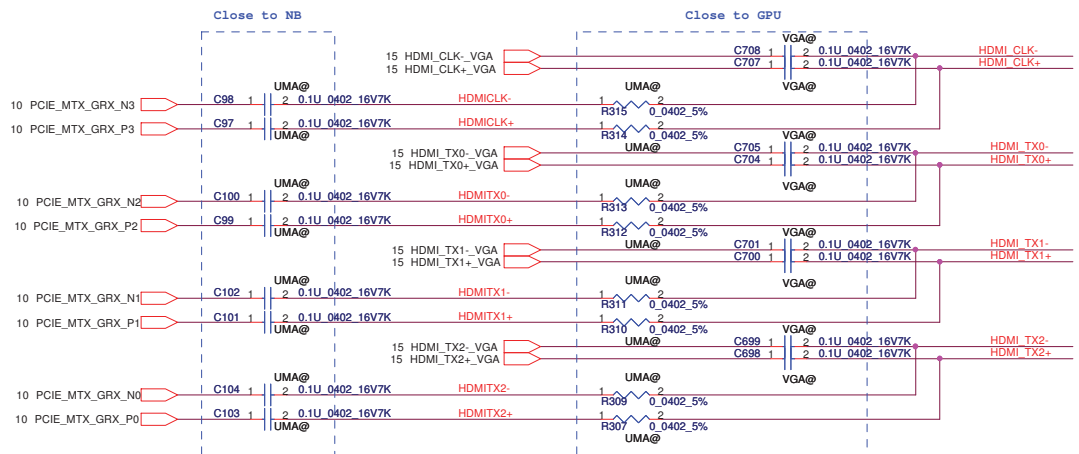 Close to NB Close to GPU
VGA@
15 HDMI_CLK-_VGA C708 1 2 0.1U_0402_16V7K HDMI_CLK-
15 HDMI_CLK+_VGA C707 1 2 0.1U_0402_16V7K HDMI_CLK+
UMA@ VGA@
10 PCIE_MTX_GRX_N3 C98 1 2 0.1U_0402_16V7K HDMICLK- 1 2
R315 0_0402_5%
10 PCIE_MTX_GRX_P3 C97 1 2 0.1U_0402_16V7K HDMICLK+ 1 2
UMA@ R314 0_0402_5%
UMA@ VGA@
15 HDMI_TX0-_VGA C705 1 2 0.1U_0402_16V7K HDMI_TX0-
15 HDMI_TX0+_VGA C704 1 2 0.1U_0402_16V7K HDMI_TX0+
UMA@ VGA@
10 PCIE_MTX_GRX_N2 C100 1 2 0.1U_0402_16V7K HDMITX0- 1 2
R313 0_0402_5%
10 PCIE_MTX_GRX_P2 C99 1 2 0.1U_0402_16V7K HDMITX0+ 1 2
UMA@ R312 0_0402_5%
UMA@ VGA@
15 HDMI_TX1-_VGA C701 1 2 0.1U_0402_16V7K HDMI_TX1-
15 HDMI_TX1+_VGA C700 1 2 0.1U_0402_16V7K HDMI_TX1+
UMA@ VGA@
10 PCIE_MTX_GRX_N1 C102 1 2 0.1U_0402_16V7K HDMITX1- 1 2
R311 0_0402_5%
10 PCIE_MTX_GRX_P1 C101 1 2 0.1U_0402_16V7K HDMITX1+ 1 2
UMA@ R310 0_0402_5%
UMA@ VGA@
15 HDMI_TX2-_VGA C699 1 2 0.1U_0402_16V7K HDMI_TX2-
15 HDMI_TX2+_VGA C698 1 2 0.1U_0402_16V7K HDMI_TX2+
UMA@ VGA@
10 PCIE_MTX_GRX_N0 C104 1 2 0.1U_0402_16V7K HDMITX2- 1 2
R309 0_0402_5%
10 PCIE_MTX_GRX_P0 C103 1 2 0.1U_0402_16V7K HDMITX2+ 1 2
UMA@ R307 0_0402_5%
UMA@